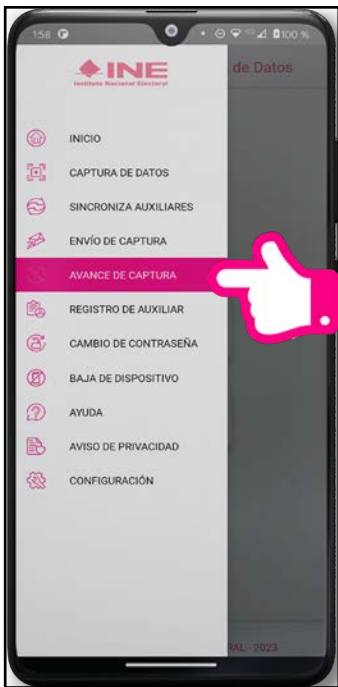 1:58 100 %
INE
Instituto Nacional Electoral
de Datos
INICIO
CAPTURA DE DATOS
SINCRONIZA AUXILIARES
ENVÍO DE CAPTURA
AVANCE DE CAPTURA
REGISTRO DE AUXILIAR
CAMBIO DE CONTRASEÑA
BAJA DE DISPOSITIVO
AYUDA
AVISO DE PRIVACIDAD
CONFIGURACIÓN
RAL - 2023